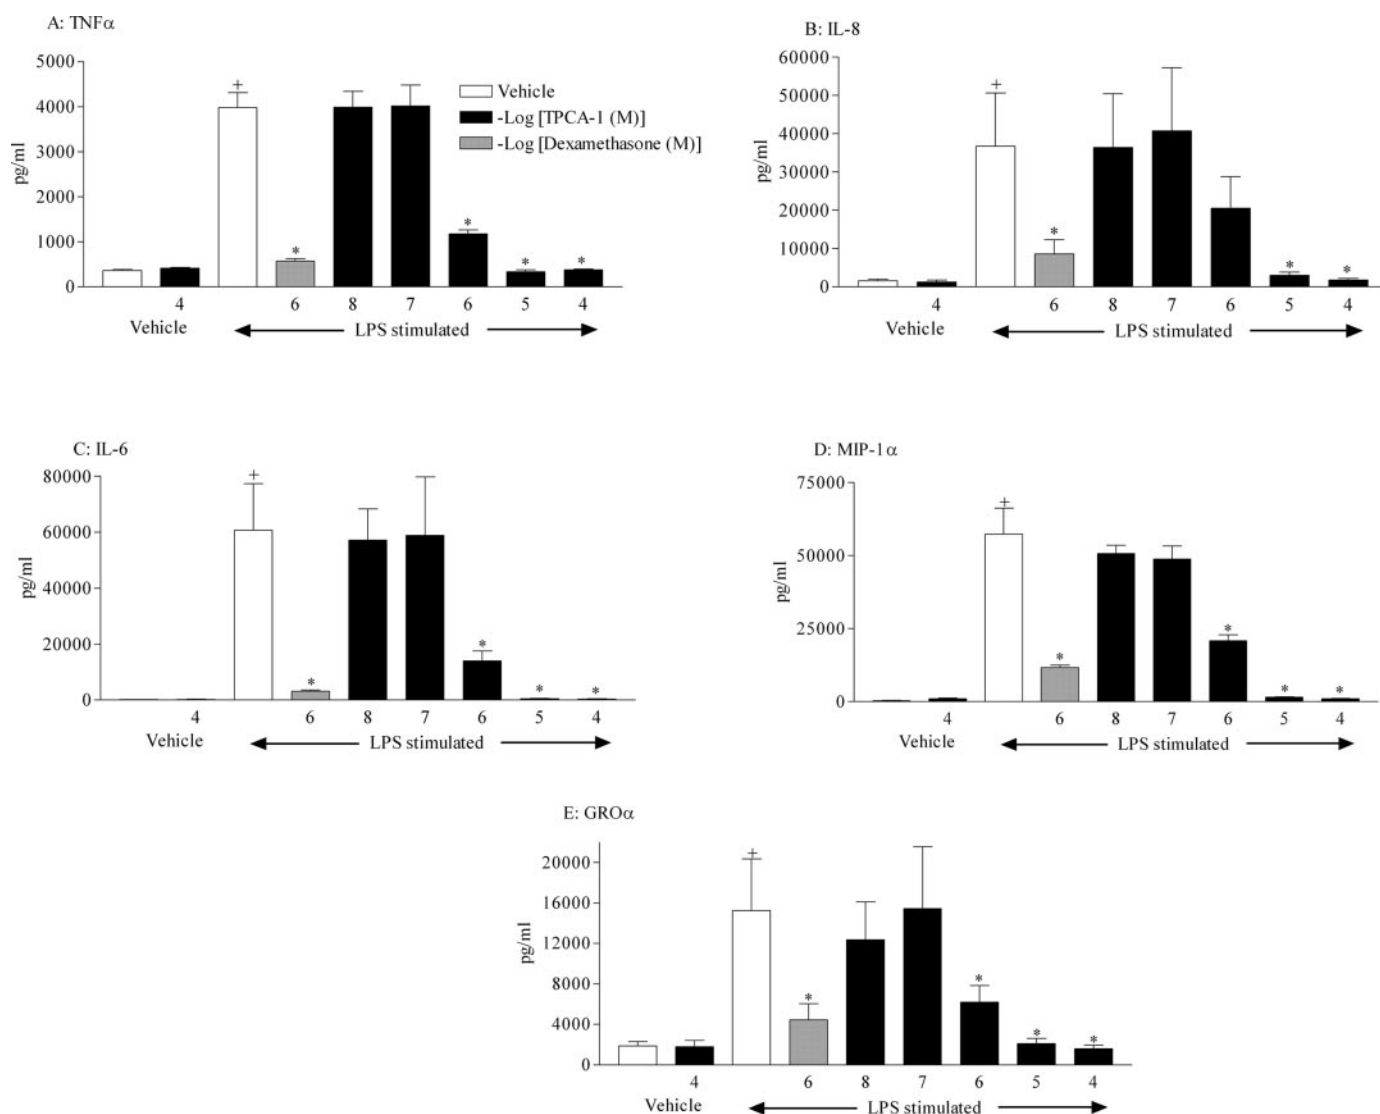 A: TNFα
5000
4000
3000
2000
1000
0
pg/ml
+
*
*
*
*
Vehicle
-Log [TPCA-1 (M)]
-Log [Dexamethasone (M)]
4 6 8 7 6 5 4
Vehicle LPS stimulated
B: IL-8
60000
50000
40000
30000
20000
10000
0
pg/ml
+
*
*
*
4 6 8 7 6 5 4
Vehicle LPS stimulated
C: IL-6
80000
60000
40000
20000
0
pg/ml
+
*
*
*
*
4 6 8 7 6 5 4
Vehicle LPS stimulated
D: MIP-1α
75000
50000
25000
0
pg/ml
+
*
*
*
*
4 6 8 7 6 5 4
Vehicle LPS stimulated
E: GROα
20000
16000
12000
8000
4000
0
pg/ml
+
*
*
*
*
4 6 8 7 6 5 4
Vehicle LPS stimulated